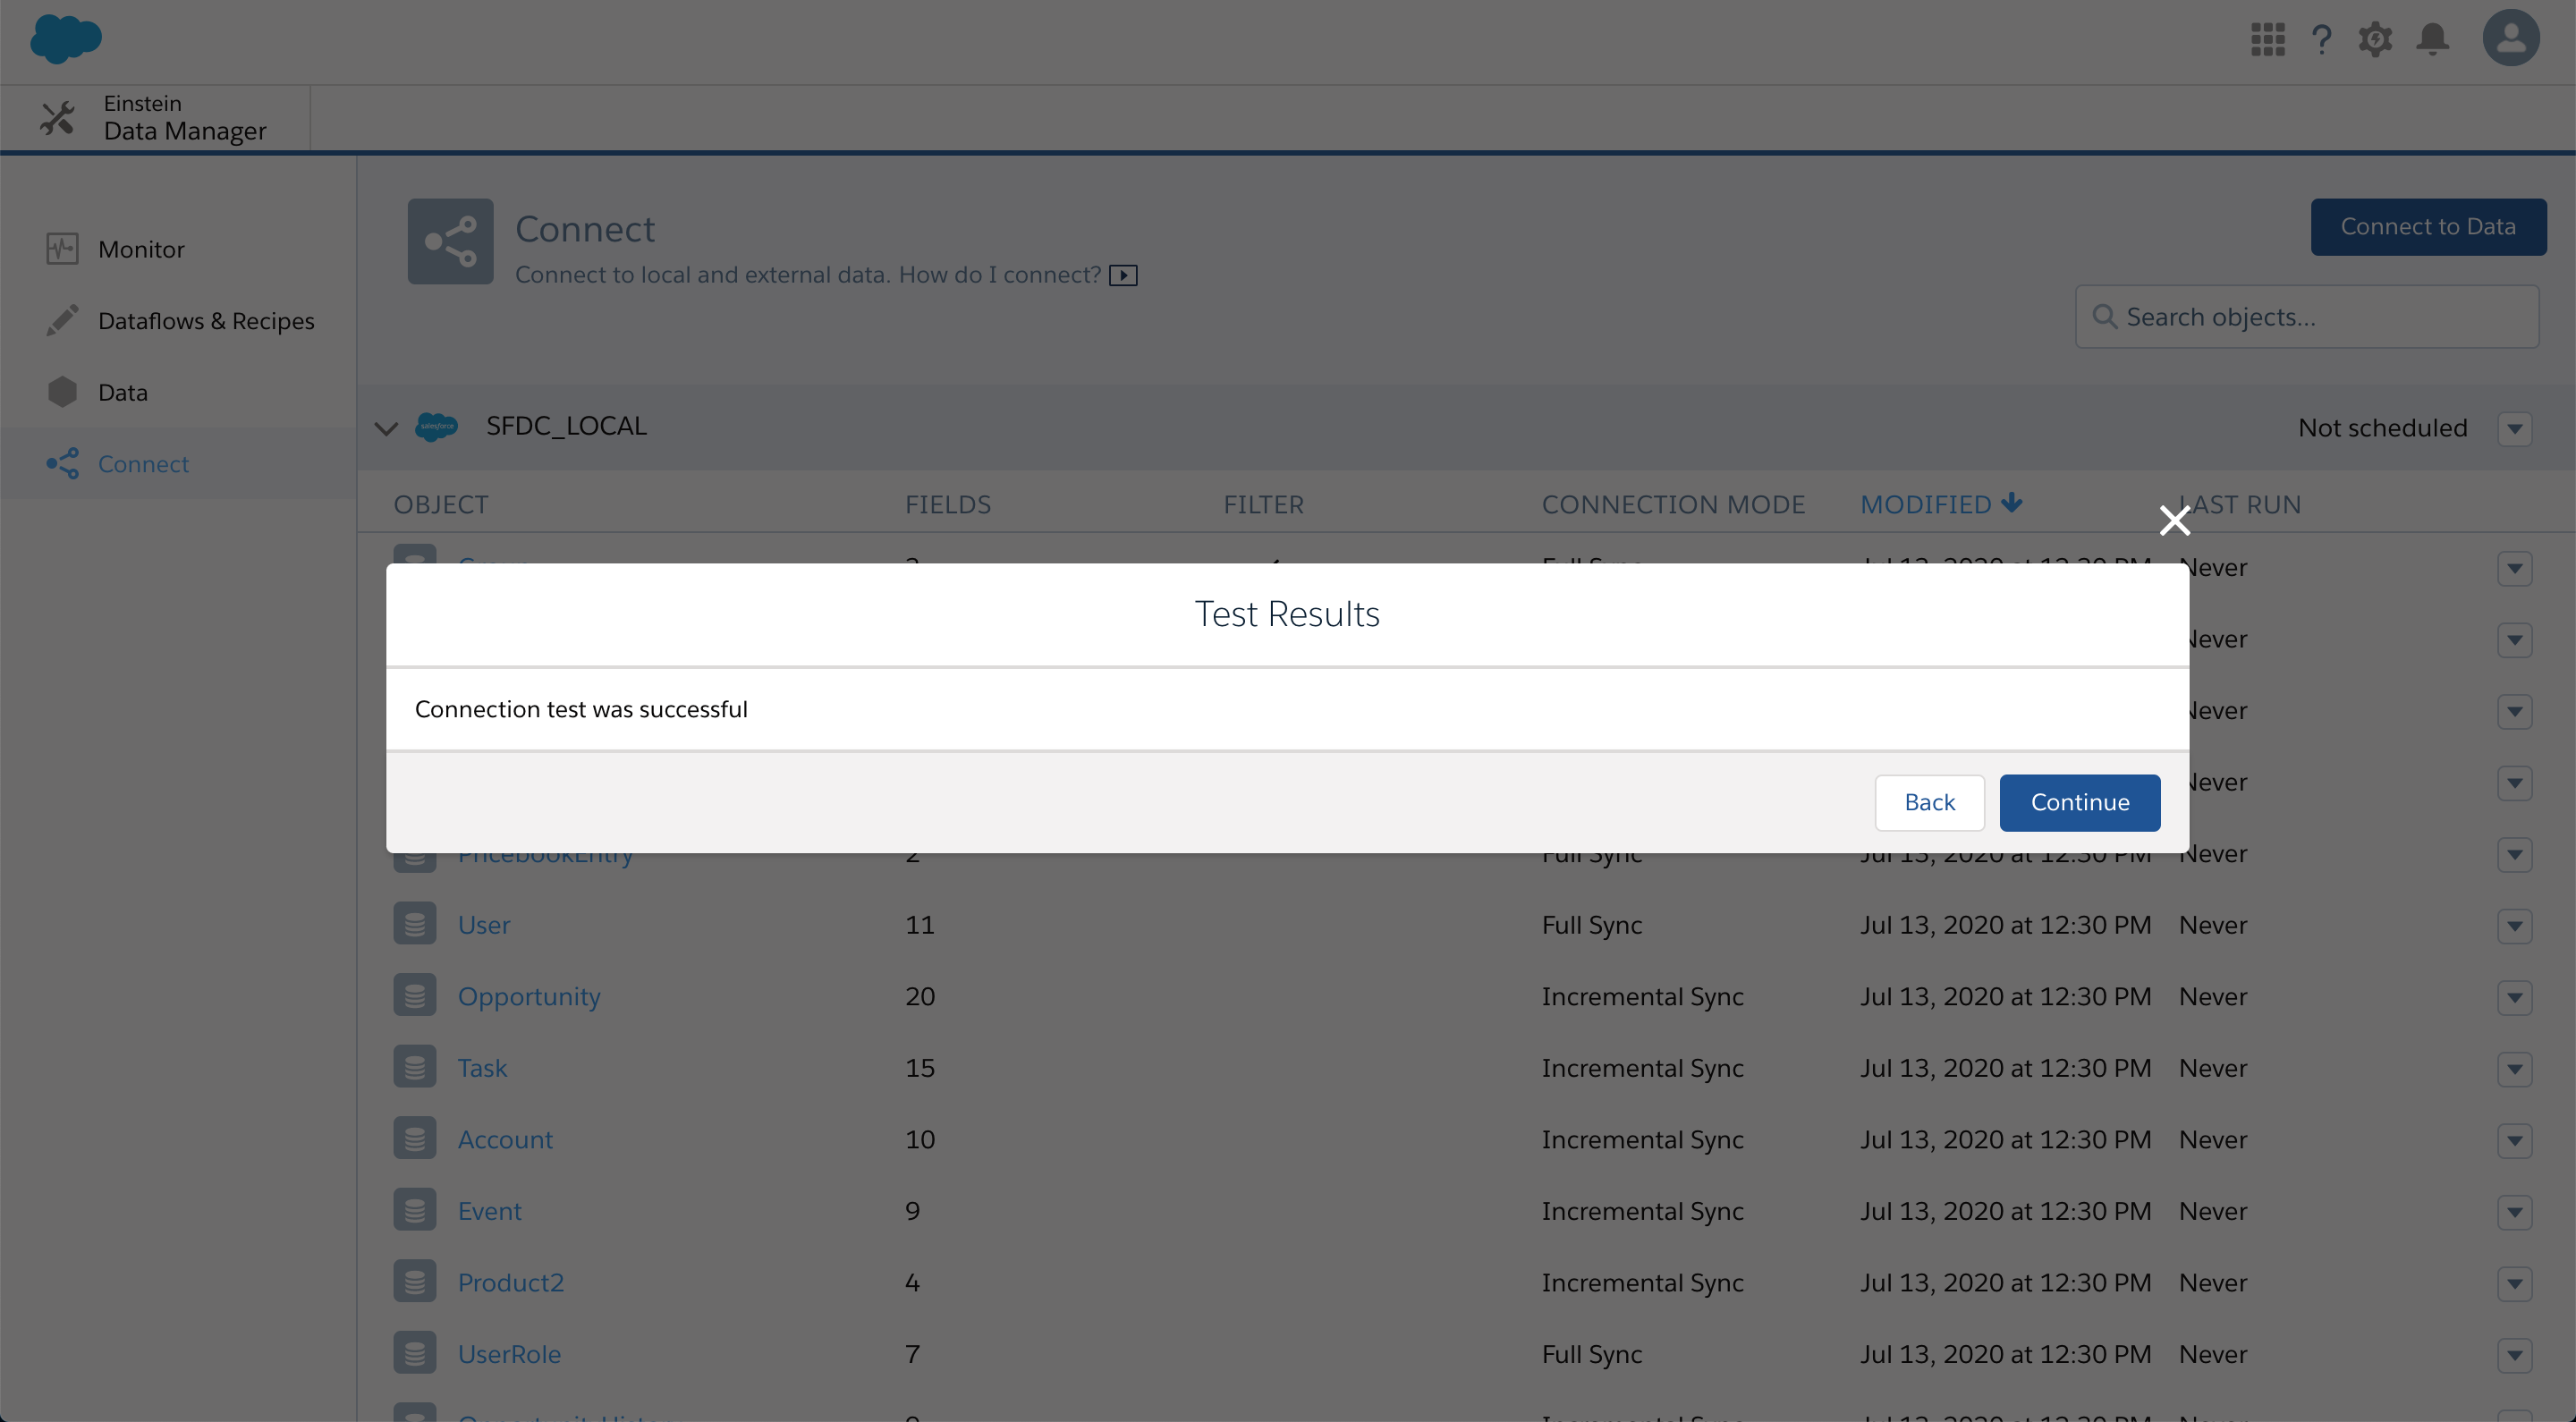 Einstein
Data Manager
Monitor
Dataflows & Recipes
Data
Connect
Connect
Connect to local and external data. How do I connect?
Connect to Data
Search objects...
salesforce
SFDC_LOCAL
Not scheduled
OBJECT FIELDS FILTER CONNECTION MODE MODIFIED LAST RUN
Never
Never
Never
Never
Test Results
Connection test was successful
Back
Continue
PricebookEntry 2 Full Sync Jul 13, 2020 at 12:30 PM Never
User 11 Full Sync Jul 13, 2020 at 12:30 PM Never
Opportunity 20 Incremental Sync Jul 13, 2020 at 12:30 PM Never
Task 15 Incremental Sync Jul 13, 2020 at 12:30 PM Never
Account 10 Incremental Sync Jul 13, 2020 at 12:30 PM Never
Event 9 Incremental Sync Jul 13, 2020 at 12:30 PM Never
Product2 4 Incremental Sync Jul 13, 2020 at 12:30 PM Never
UserRole 7 Full Sync Jul 13, 2020 at 12:30 PM Never